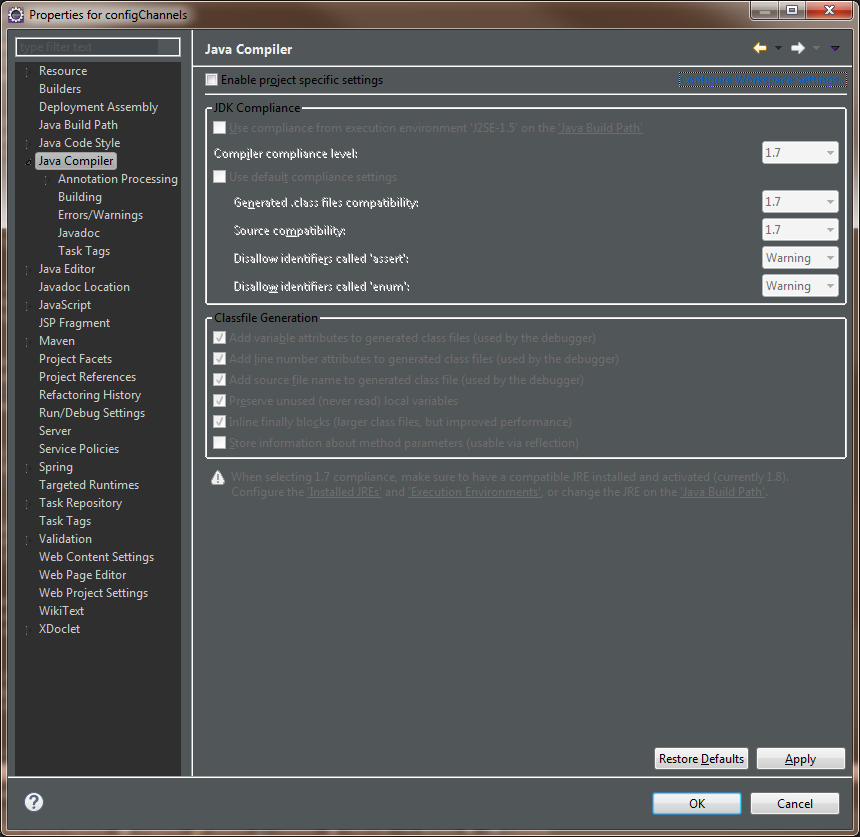 Properties for configChannels
type filter text
Resource
Builders
Deployment Assembly
Java Build Path
Java Code Style
Java Compiler
Annotation Processing
Building
Errors/Warnings
Javadoc
Task Tags
Java Editor
Javadoc Location
JavaScript
JSP Fragment
Maven
Project Facets
Project References
Refactoring History
Run/Debug Settings
Server
Service Policies
Spring
Targeted Runtimes
Task Repository
Task Tags
Validation
Web Content Settings
Web Page Editor
Web Project Settings
WikiText
XDoclet
Java Compiler
Enable project specific settings
Configure Workspace Settings...
JDK Compliance
Use compliance from execution environment 'J2SE-1.5' on the 'Java Build Path'
Compiler compliance level: 1.7
Use default compliance settings
Generated .class files compatibility: 1.7
Source compatibility: 1.7
Disallow identifiers called 'assert': Warning
Disallow identifiers called 'enum': Warning
Classfile Generation
Add variable attributes to generated class files (used by the debugger)
Add line number attributes to generated class files (used by the debugger)
Add source file name to generated class file (used by the debugger)
Preserve unused (never read) local variables
Inline finally blocks (larger class files, but improved performance)
Store information about method parameters (usable via reflection)
When selecting 1.7 compliance, make sure to have a compatible JRE installed and activated (currently 1.8).
Configure the 'Installed JREs' and 'Execution Environments', or change the JRE on the 'Java Build Path'.
Restore Defaults
Apply
?
OK
Cancel